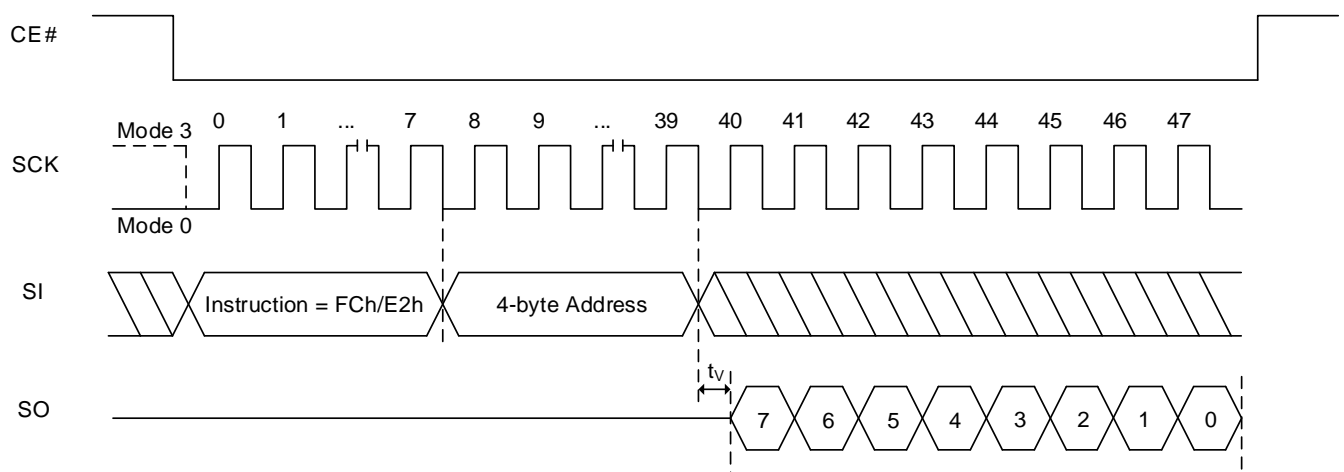 CE#
0 1 ... 7 8 9 ... 39 40 41 42 43 44 45 46 47
Mode 3
SCK
Mode 0
SI
Instruction = FCh/E2h
4-byte Address
tV
SO
7 6 5 4 3 2 1 0